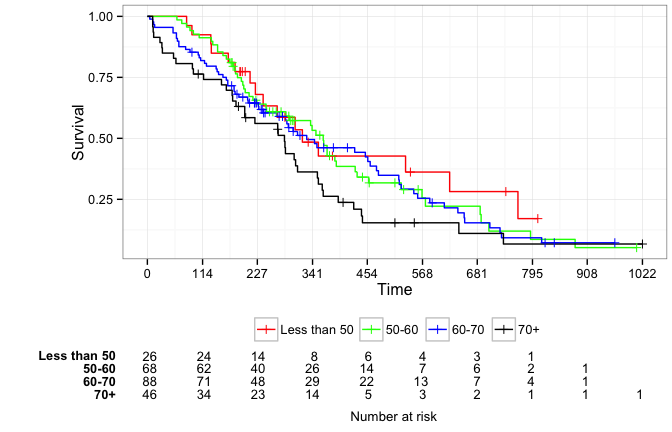 1.00
0.75
0.50
0.25
Survival
0 114 227 341 454 568 681 795 908 1022
Time
Less than 50 50-60 60-70 70+
Less than 50 26 24 14 8 6 4 3 1
50-60 68 62 40 26 14 7 6 2 1
60-70 88 71 48 29 22 13 7 4 1
70+ 46 34 23 14 5 3 2 1 1 1
Number at risk